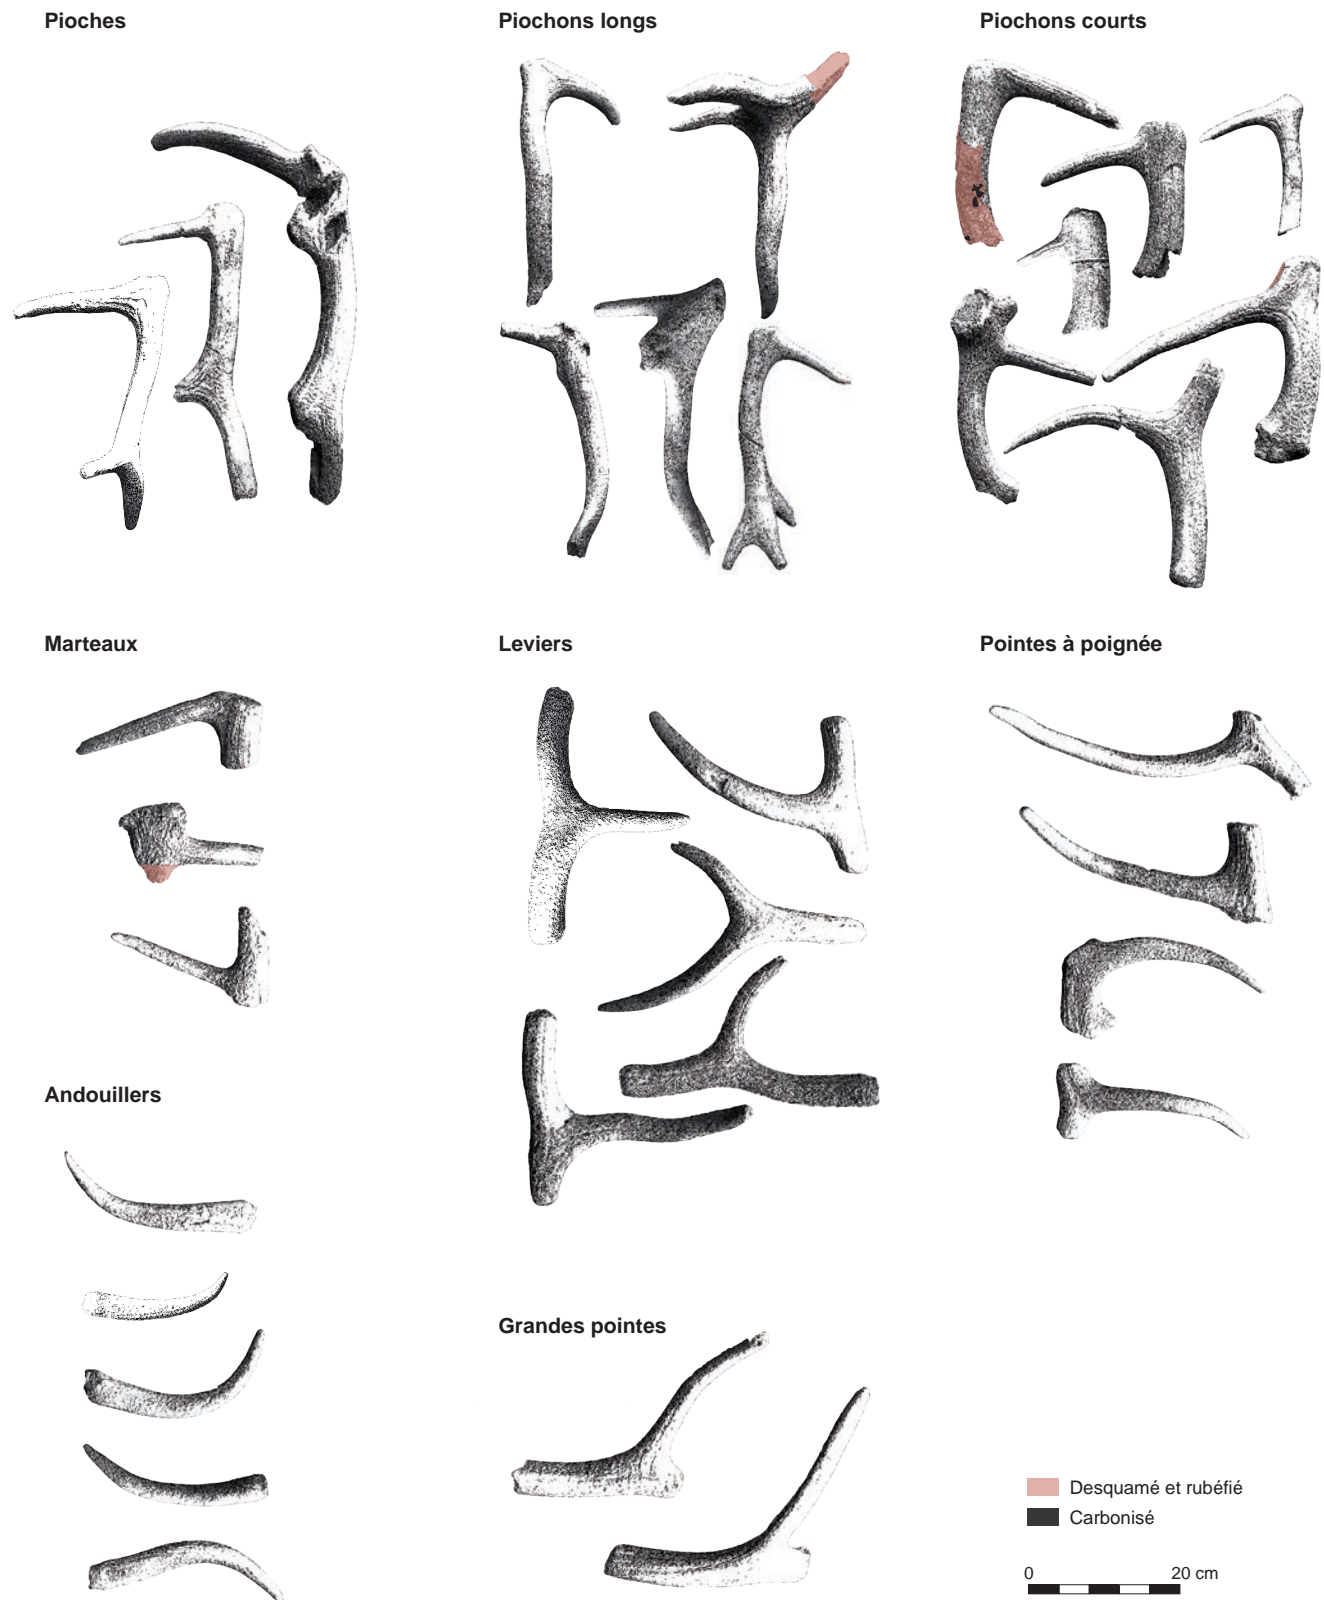 Pioches
Piochons longs
Piochons courts
Marteaux
Leviers
Pointes à poignée
Andouillers
Grandes pointes
Desquamé et rubéfié
Carbonisé
0 20 cm